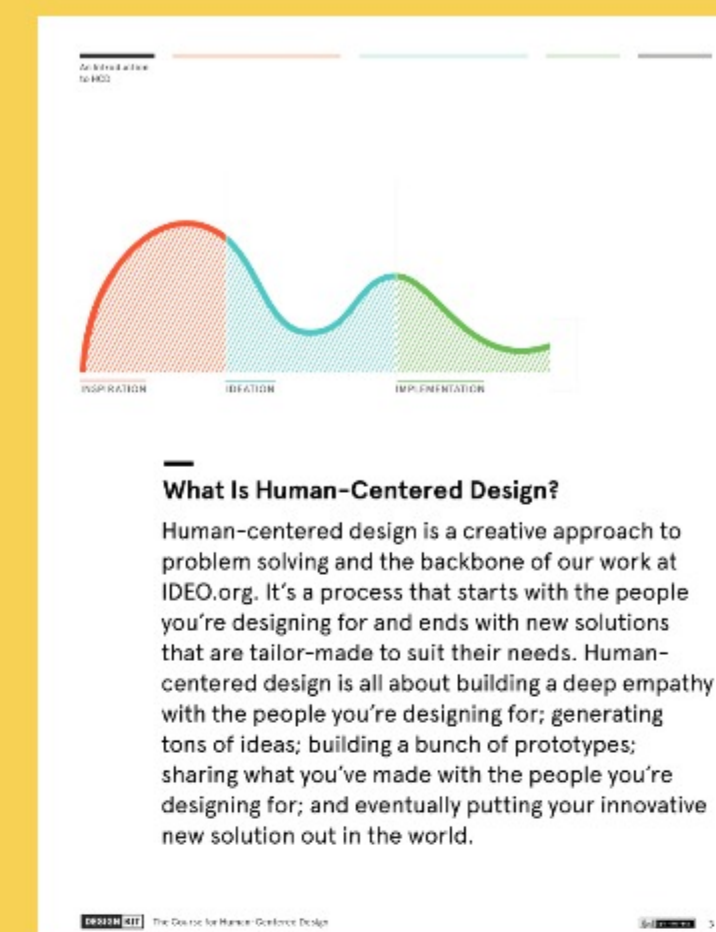 An Introduction
to HCD
INSPIRATION
IDEATION
IMPLEMENTATION
What Is Human-Centered Design?
Human-centered design is a creative approach to
problem solving and the backbone of our work at
IDEO.org. It’s a process that starts with the people
you’re designing for and ends with new solutions
that are tailor-made to suit their needs. Human-
centered design is all about building a deep empathy
with the people you’re designing for; generating
tons of ideas; building a bunch of prototypes;
sharing what you’ve made with the people you’re
designing for; and eventually putting your innovative
new solution out in the world.
DESIGN KIT The Course for Human-Centered Design